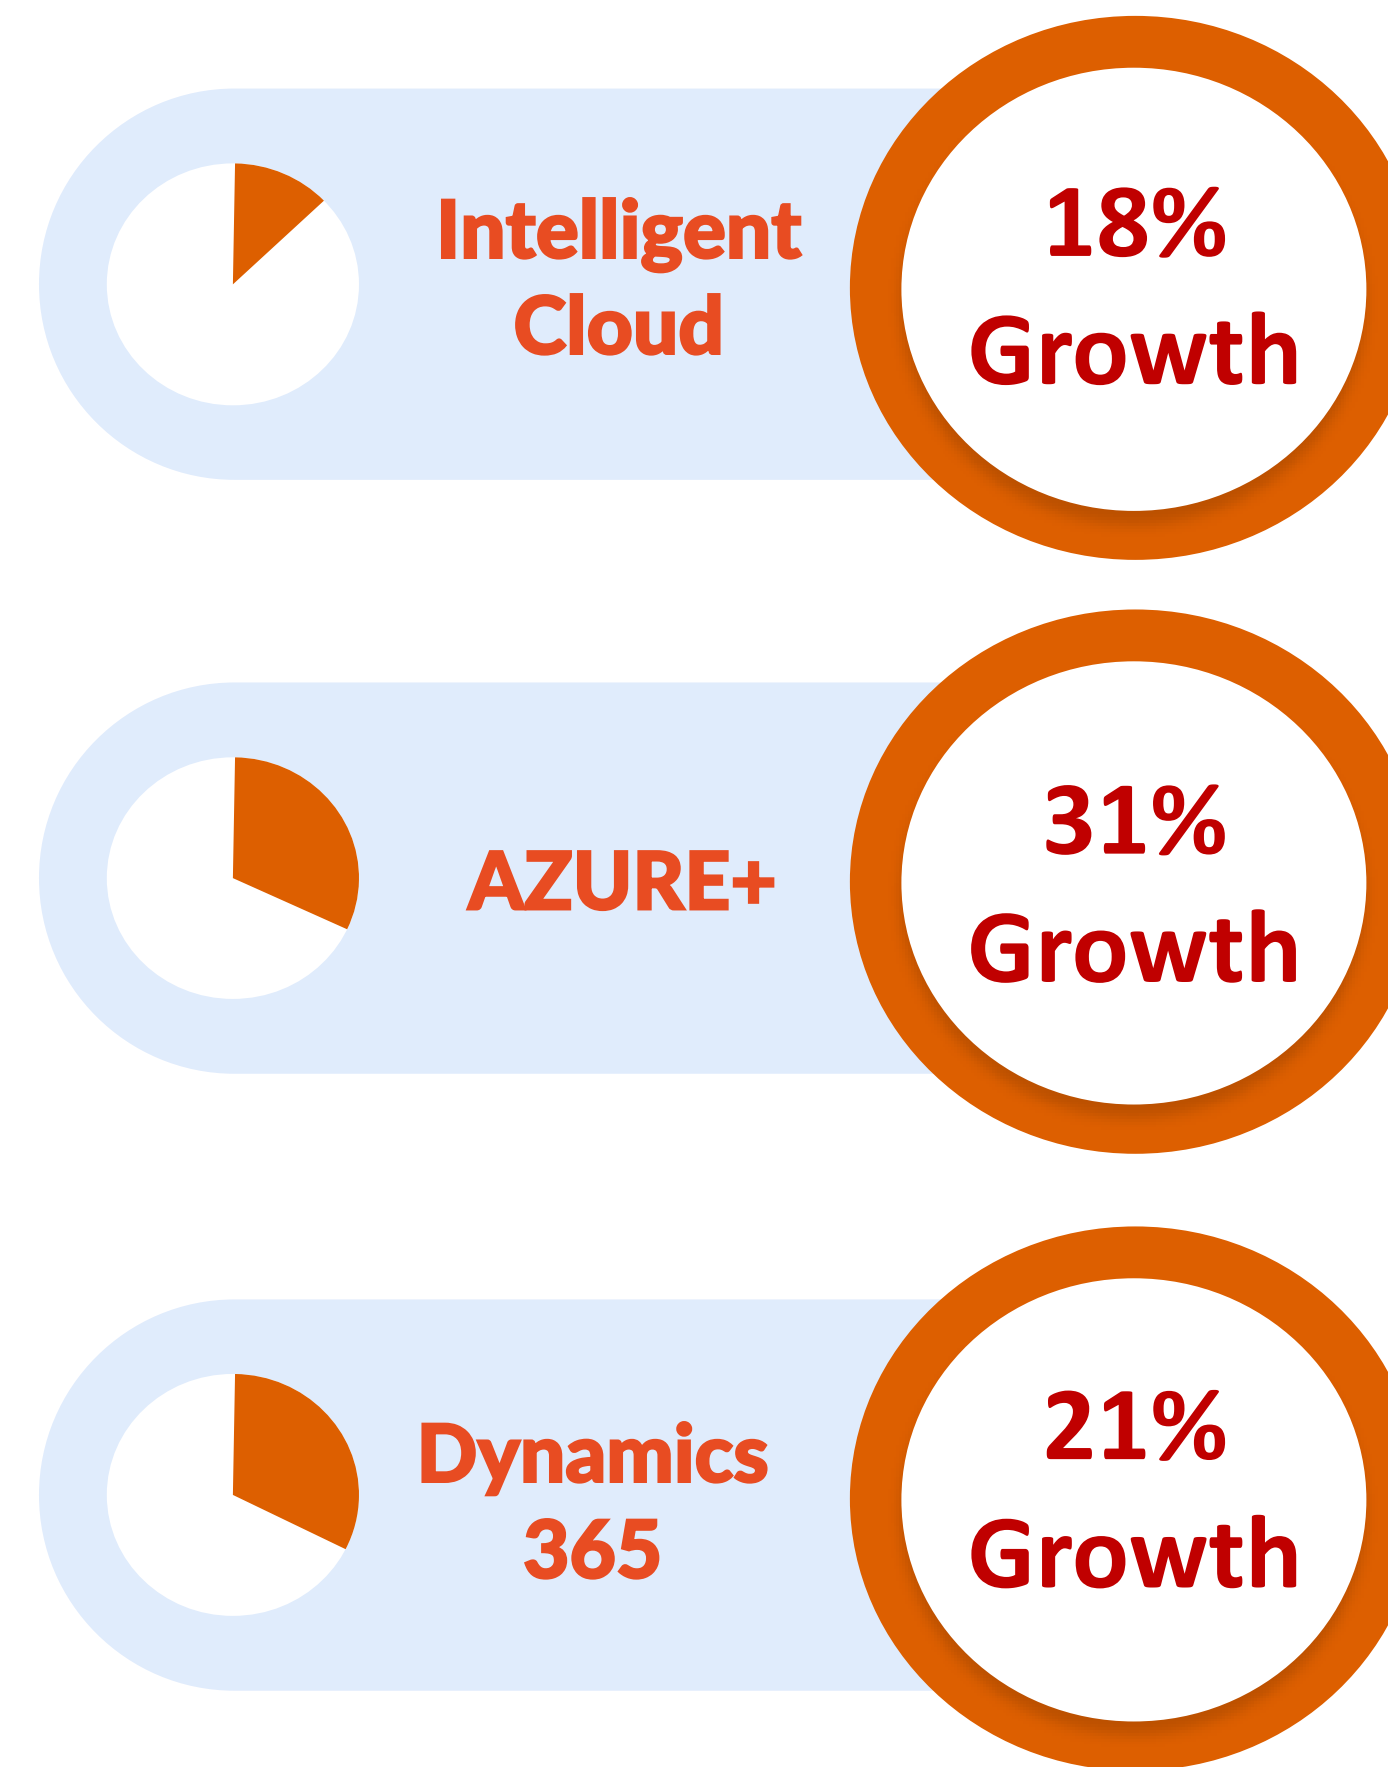 Intelligent
Cloud
18%
Growth
AZURE+
31%
Growth
Dynamics
365
21%
Growth